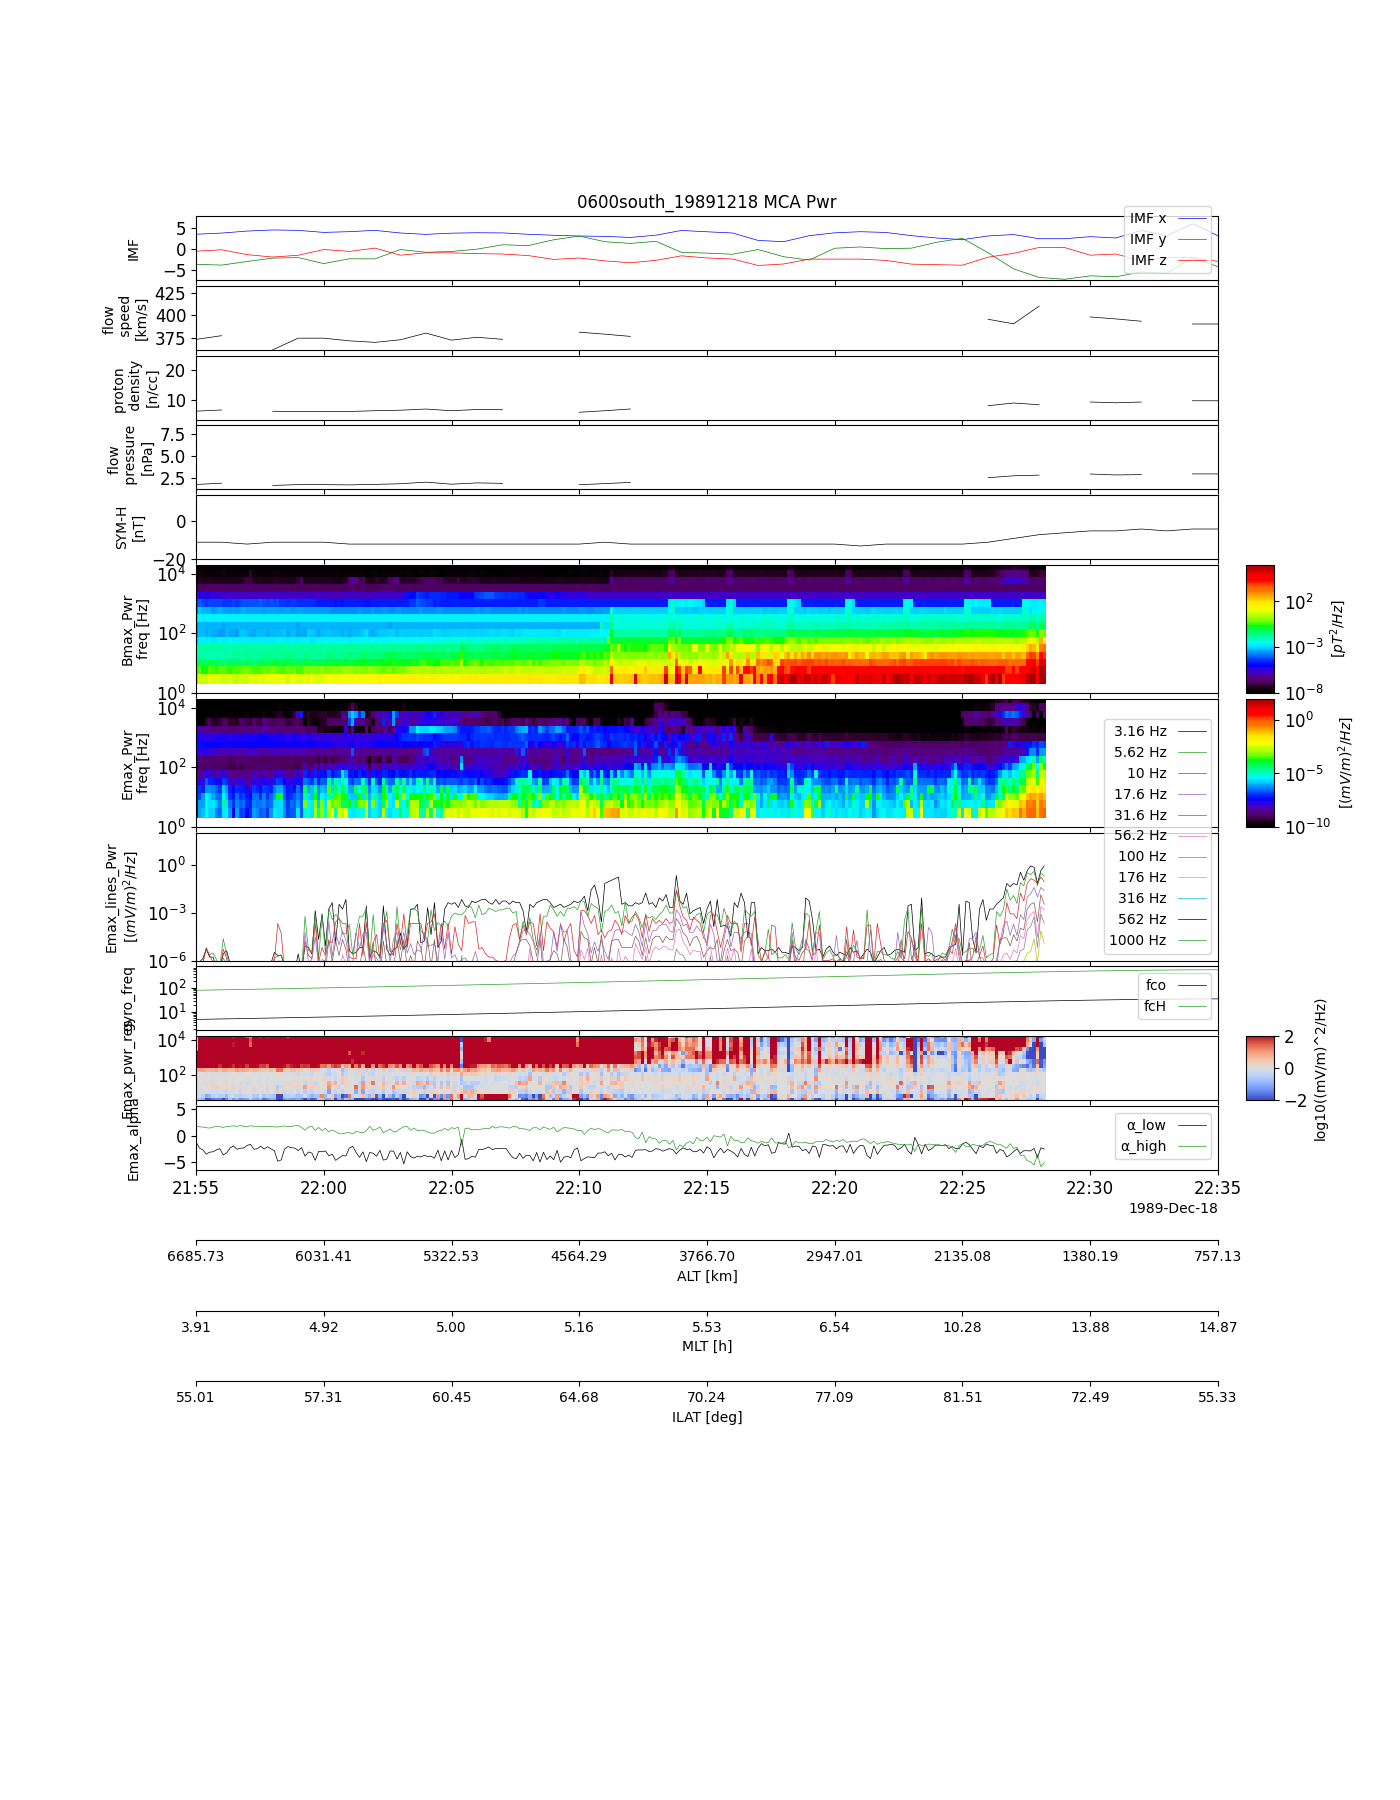 0600south_19891218 MCA Pwr
IMF
5
0
−5
IMF x
IMF y
IMF z
flow
speed
[km/s]
425
400
375
proton
density
[n/cc]
20
10
flow
pressure
[nPa]
7.5
5.0
2.5
SYM-H
[nT]
0
−20
Bmax_Pwr
freq [Hz]
10^4
10^2
10^0
10^2
10^−3
10^−8
[pT^2/Hz]
Emax_Pwr
freq [Hz]
10^4
10^2
10^0
10^0
10^−5
10^−10
[(mV/m)^2/Hz]
3.16 Hz
5.62 Hz
10 Hz
17.6 Hz
31.6 Hz
56.2 Hz
100 Hz
176 Hz
316 Hz
562 Hz
1000 Hz
Emax_lines_Pwr
[(mV/m)^2/Hz]
10^0
10^−3
10^−6
gyro_freq
10^2
10^1
fco
fcH
Emax_pwr_res
10^4
10^2
2
0
−2
log10((mV/m)^2/Hz)
Emax_alpha
5
0
−5
α_low
α_high
21:55 22:00 22:05 22:10 22:15 22:20 22:25 22:30 22:35
1989-Dec-18
6685.73 6031.41 5322.53 4564.29 3766.70 2947.01 2135.08 1380.19 757.13
ALT [km]
3.91 4.92 5.00 5.16 5.53 6.54 10.28 13.88 14.87
MLT [h]
55.01 57.31 60.45 64.68 70.24 77.09 81.51 72.49 55.33
ILAT [deg]